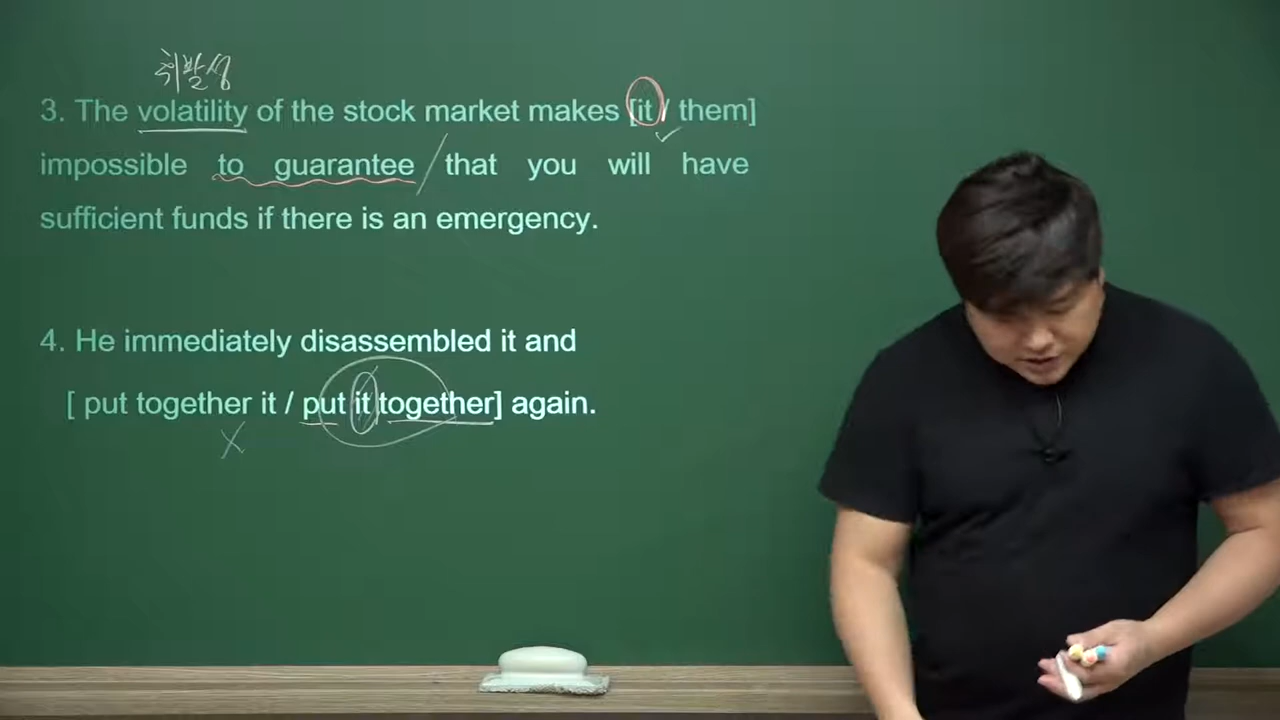 휘발성
3. The volatility of the stock market makes [it / them]
impossible to guarantee / that you will have
sufficient funds if there is an emergency.
4. He immediately disassembled it and
[ put together it / put it together] again.